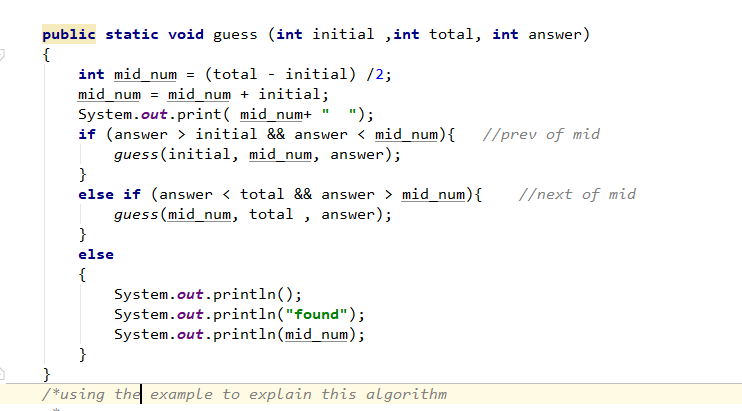 public static void guess (int initial ,int total, int answer)
{
int mid_num = (total - initial) /2;
mid_num = mid_num + initial;
System.out.print( mid_num+ "  ");
if (answer > initial && answer < mid_num){   //prev of mid
guess(initial, mid_num, answer);
}
else if (answer < total && answer > mid_num){    //next of mid
guess(mid_num, total , answer);
}
else
{
System.out.println();
System.out.println("found");
System.out.println(mid_num);
}
}
/*using the example to explain this algorithm
*